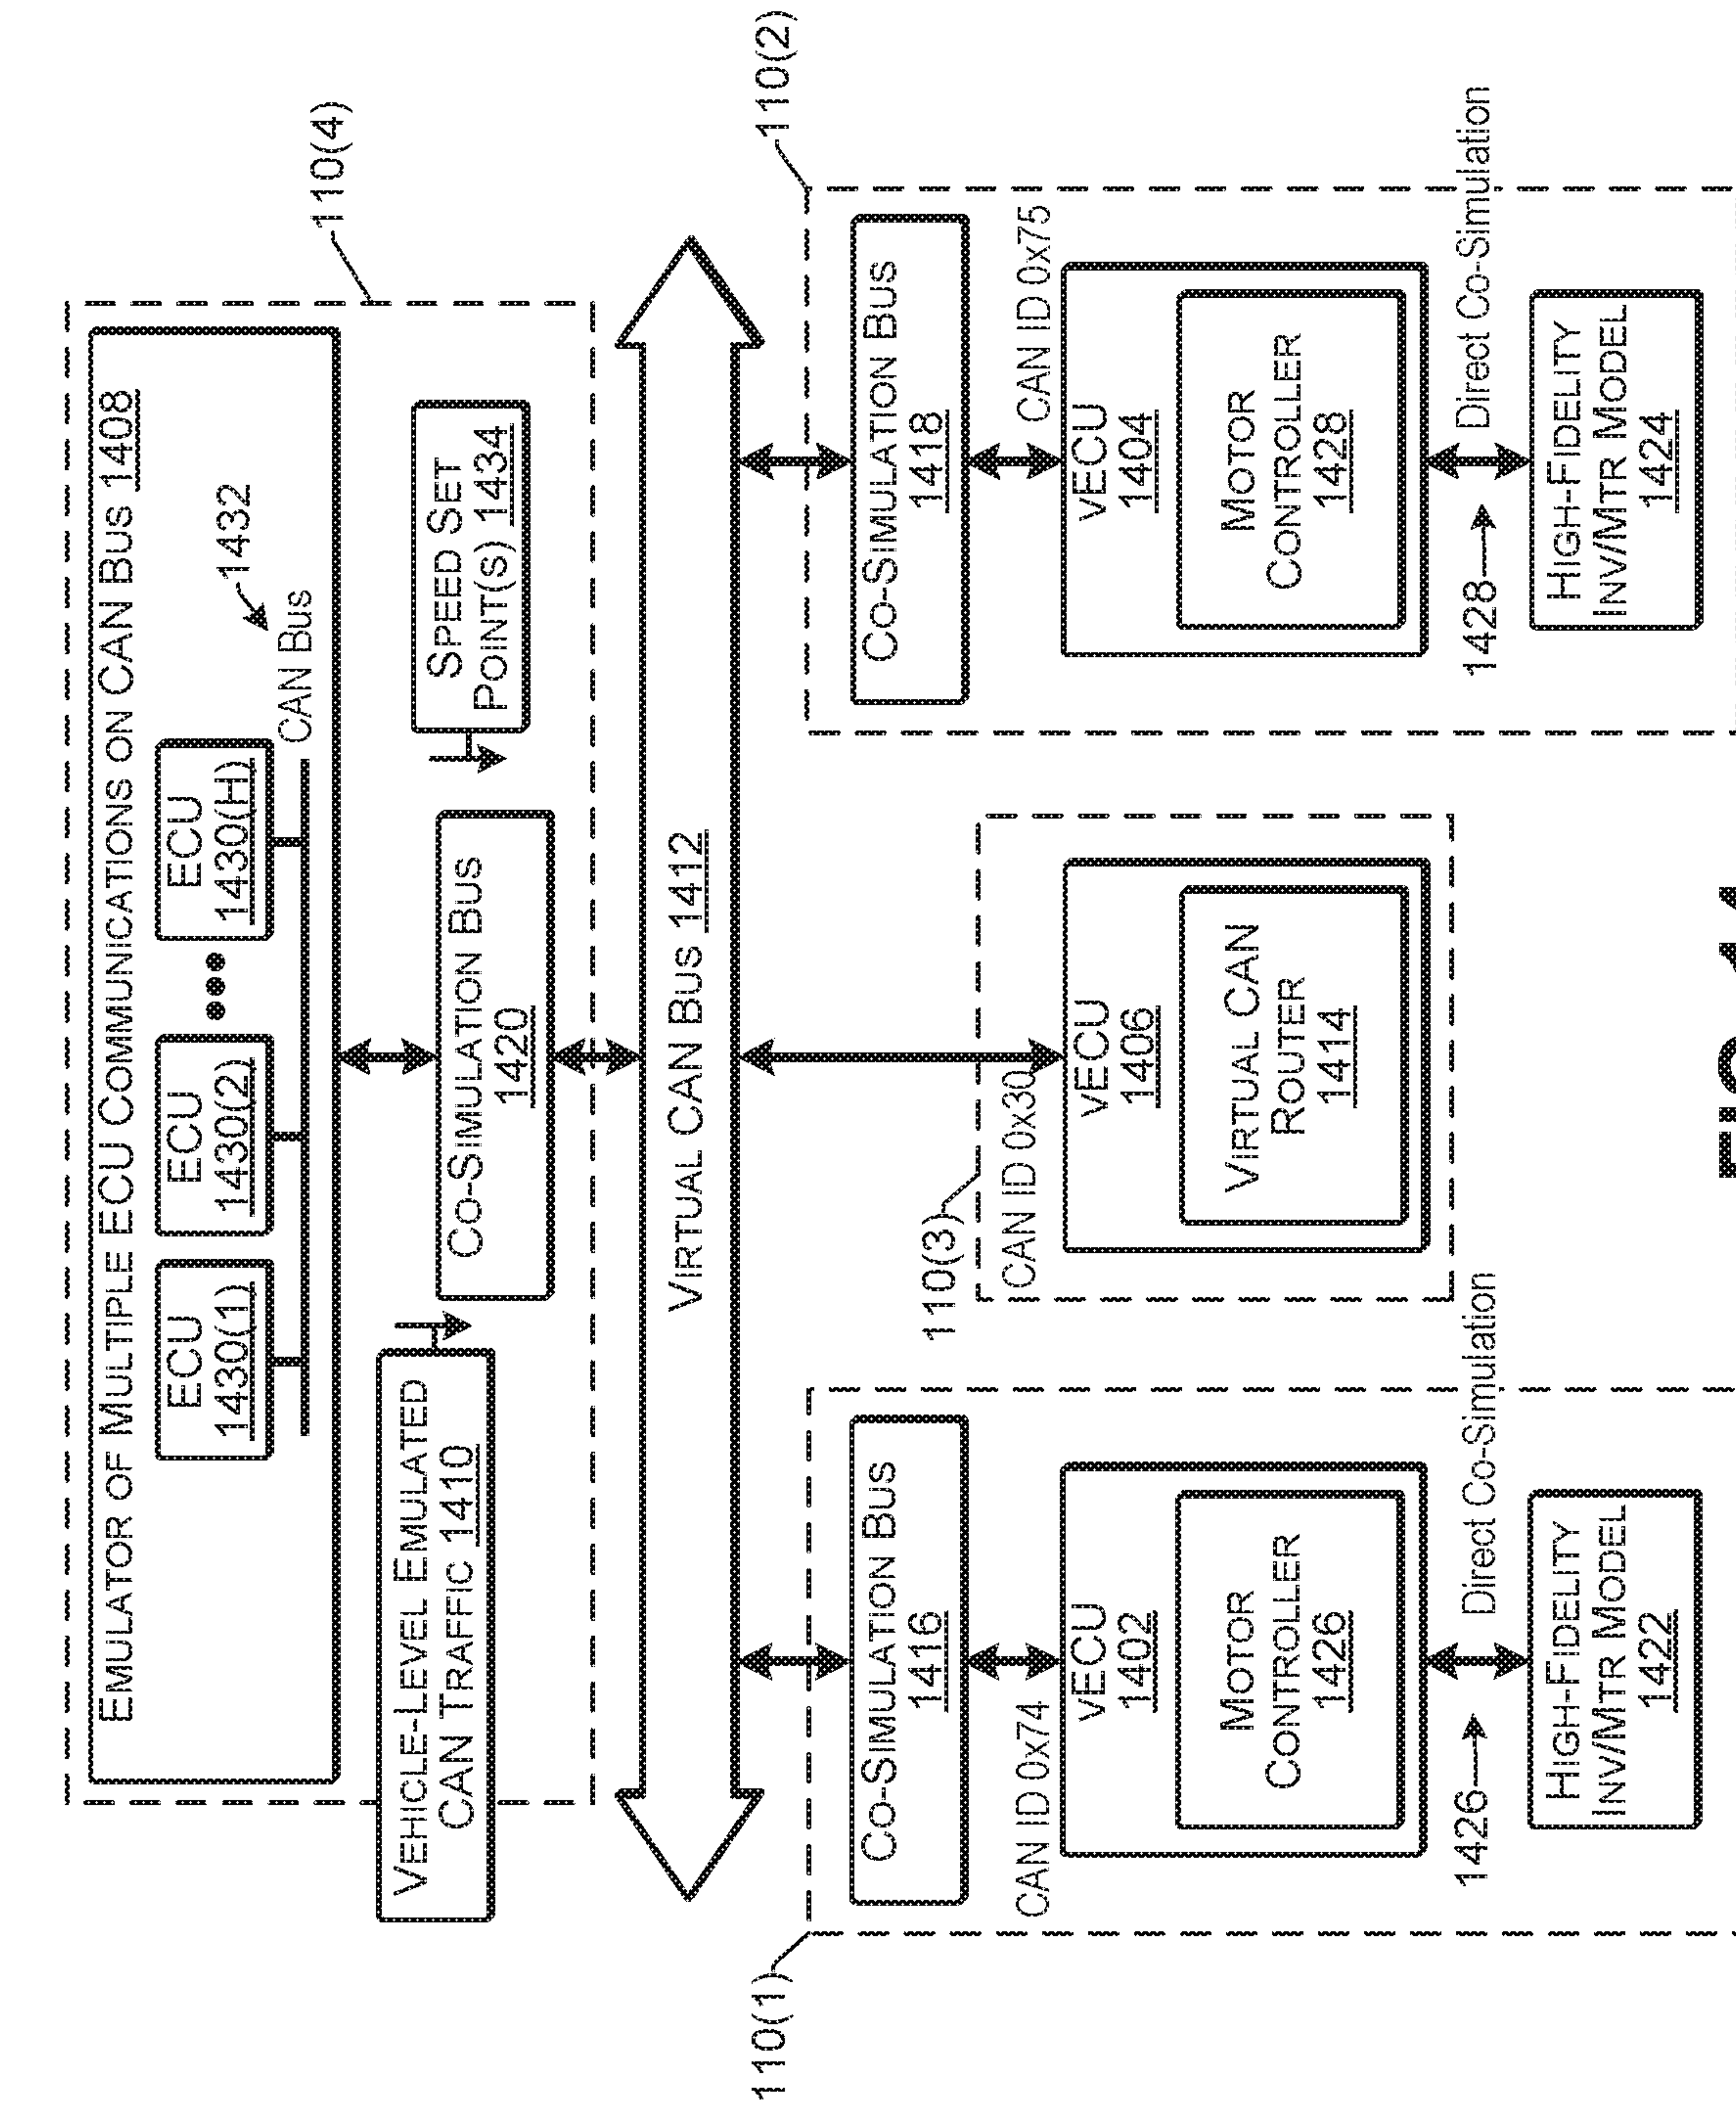 110(4)
EMULATOR OF MULTIPLE ECU COMMUNICATIONS ON CAN BUS 1408
ECU
1430(1)
ECU
1430(2)
ECU
1430(H)
1432
CAN Bus
VEHICLE-LEVEL EMULATED
CAN TRAFFIC 1410
CO-SIMULATION BUS
1420
SPEED SET
POINT(S) 1434
VIRTUAL CAN BUS 1412
110(1)
CO-SIMULATION BUS
1416
CAN ID 0x74
VECU
1402
MOTOR
CONTROLLER
1426
1426
Direct Co-Simulation
HIGH-FIDELITY
INV/MTR MODEL
1422
110(3)
CAN ID 0x30
VECU
1406
VIRTUAL CAN
ROUTER
1414
110(2)
CO-SIMULATION BUS
1418
CAN ID 0x75
VECU
1404
MOTOR
CONTROLLER
1428
1428
Direct Co-Simulation
HIGH-FIDELITY
INV/MTR MODEL
1424